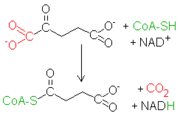 O
O⁻ + CoA-SH
C C
⁻O O O + NAD⁺
O
O⁻ + CO₂
CoA-S C
O + NADH